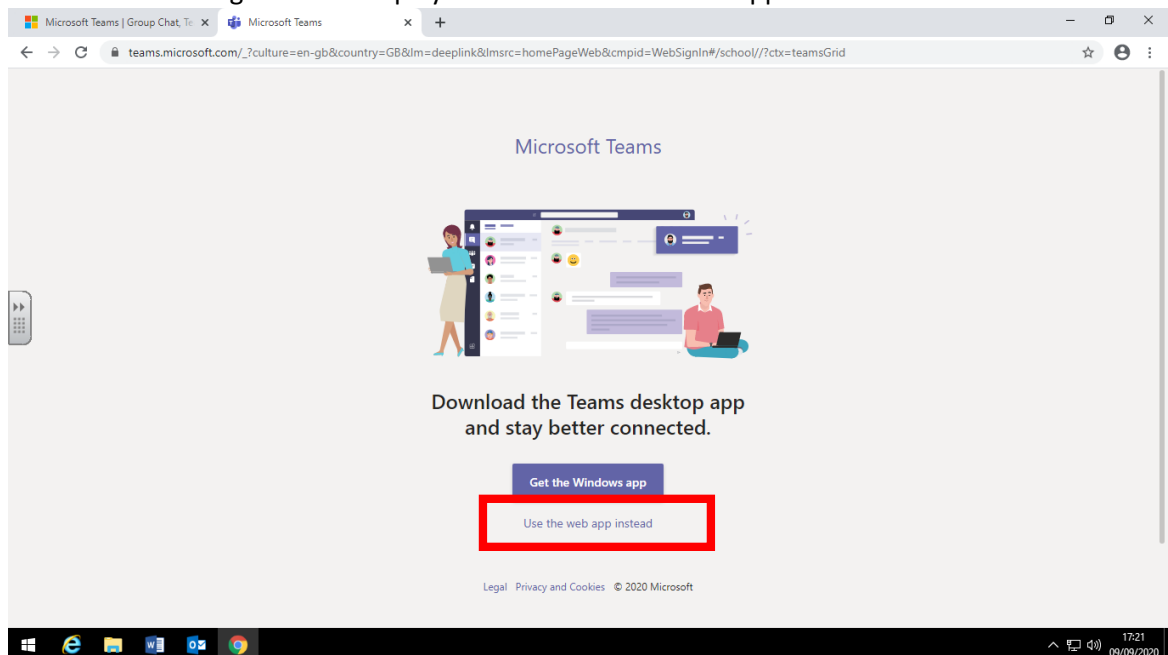 Microsoft Teams | Group Chat, Te
Microsoft Teams
teams.microsoft.com/_?culture=en-gb&country=GB&lm=deeplink&lmsrc=homePageWeb&cmpid=WebSignIn#/school//?ctx=teamsGrid
Microsoft Teams
Download the Teams desktop app
and stay better connected.
Get the Windows app
Use the web app instead
Legal Privacy and Cookies © 2020 Microsoft
17:21
09/09/2020